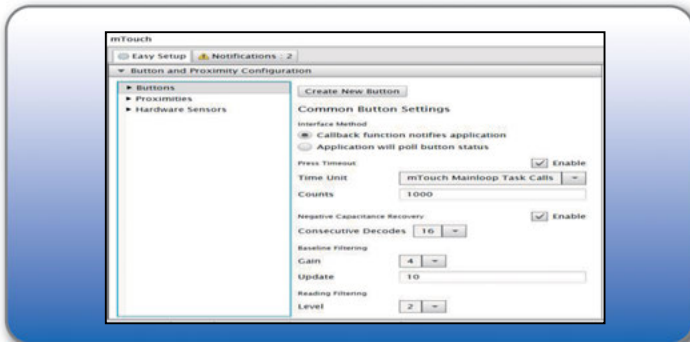 mTouch
Easy Setup Notifications : 2
Button and Proximity Configuration
Buttons
Proximities
Hardware Sensors
Create New Button
Common Button Settings
Interface Method
Callback function notifies application
Application will poll button status
Press Timeout Enable
Time Unit mTouch Mainloop Task Calls
Counts 1000
Negative Capacitance Recovery Enable
Consecutive Decodes 16
Baseline Filtering
Gain 4
Update 10
Reading Filtering
Level 2